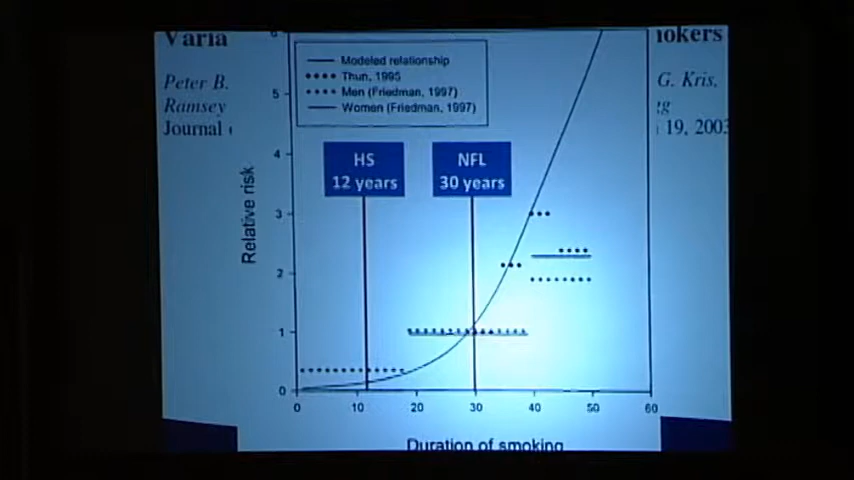 Varia
okers
Peter B.
G. Kris,
Ramsey
Journal
19, 2003
Modeled relationship
Thun, 1995
Men (Friedman, 1997)
Women (Friedman, 1997)
HS
12 years
NFL
30 years
Relative risk
6
5
4
3
2
1
0
0 10 20 30 40 50 60
Duration of smoking